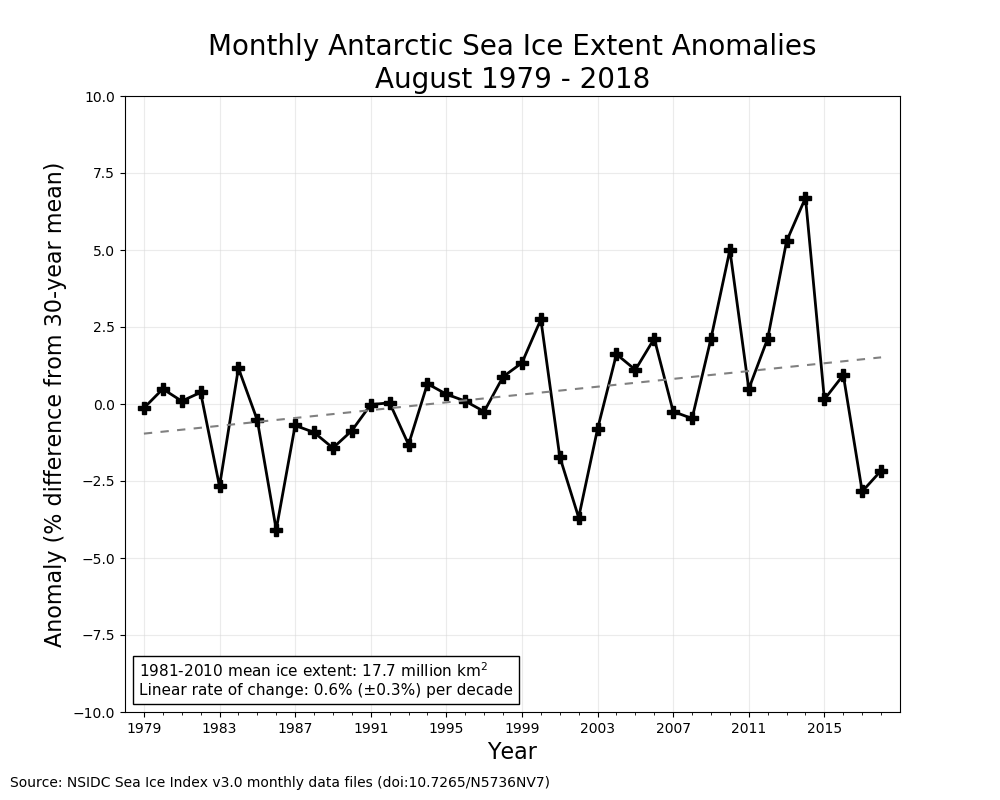 Monthly Antarctic Sea Ice Extent Anomalies
August 1979 - 2018
Anomaly (% difference from 30-year mean)
10.0
7.5
5.0
2.5
0.0
−2.5
−5.0
−7.5
−10.0
1981-2010 mean ice extent: 17.7 million km²
Linear rate of change: 0.6% (±0.3%) per decade
1979 1983 1987 1991 1995 1999 2003 2007 2011 2015
Year
Source: NSIDC Sea Ice Index v3.0 monthly data files (doi:10.7265/N5736NV7)